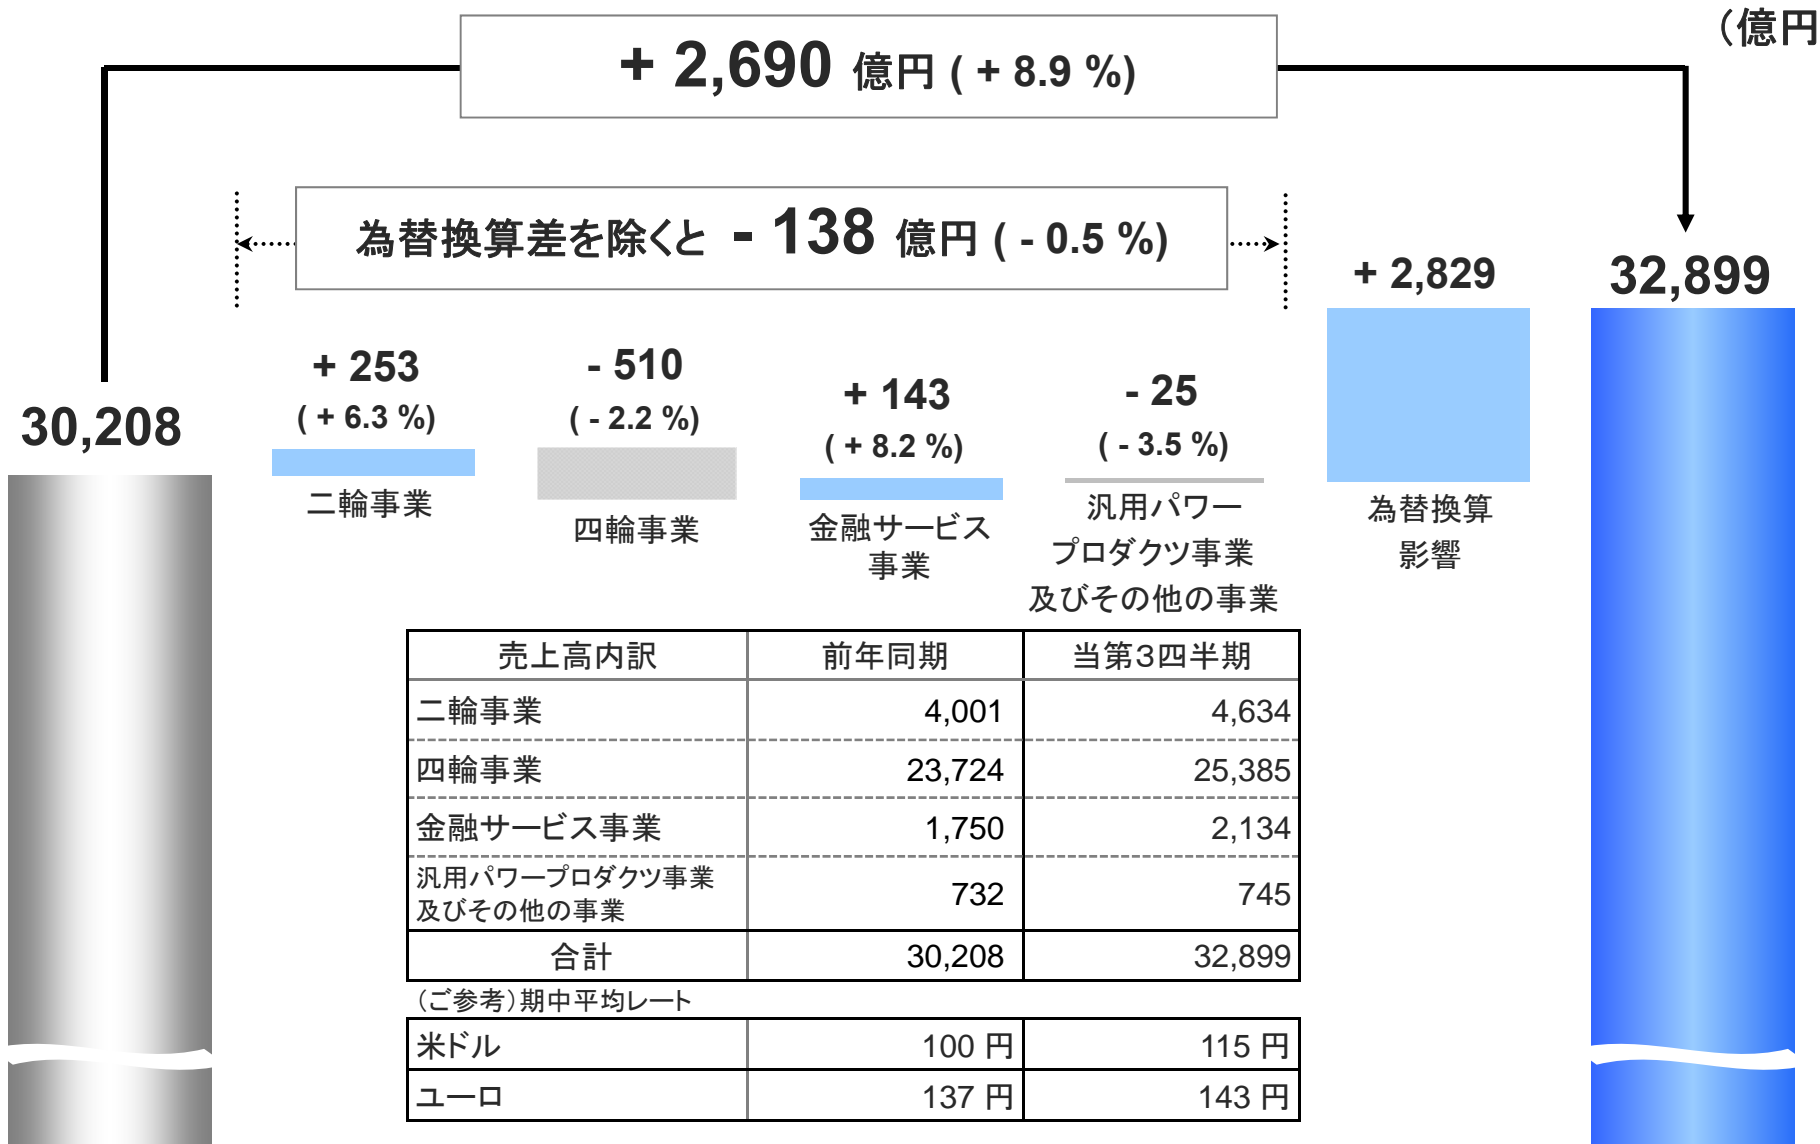 （億円
+ 2,690 億円 ( + 8.9 %)
為替換算差を除くと - 138 億円 ( - 0.5 %)
30,208
+ 253
( + 6.3 %)
二輪事業
- 510
( - 2.2 %)
四輪事業
+ 143
( + 8.2 %)
金融サービス
事業
- 25
( - 3.5 %)
汎用パワー
プロダクツ事業
及びその他の事業
+ 2,829
為替換算
影響
32,899
売上高内訳 前年同期 当第３四半期
二輪事業 4,001 4,634
四輪事業 23,724 25,385
金融サービス事業 1,750 2,134
汎用パワープロダクツ事業
及びその他の事業 732 745
合計 30,208 32,899
（ご参考）期中平均レート
米ドル 100 円 115 円
ユーロ 137 円 143 円